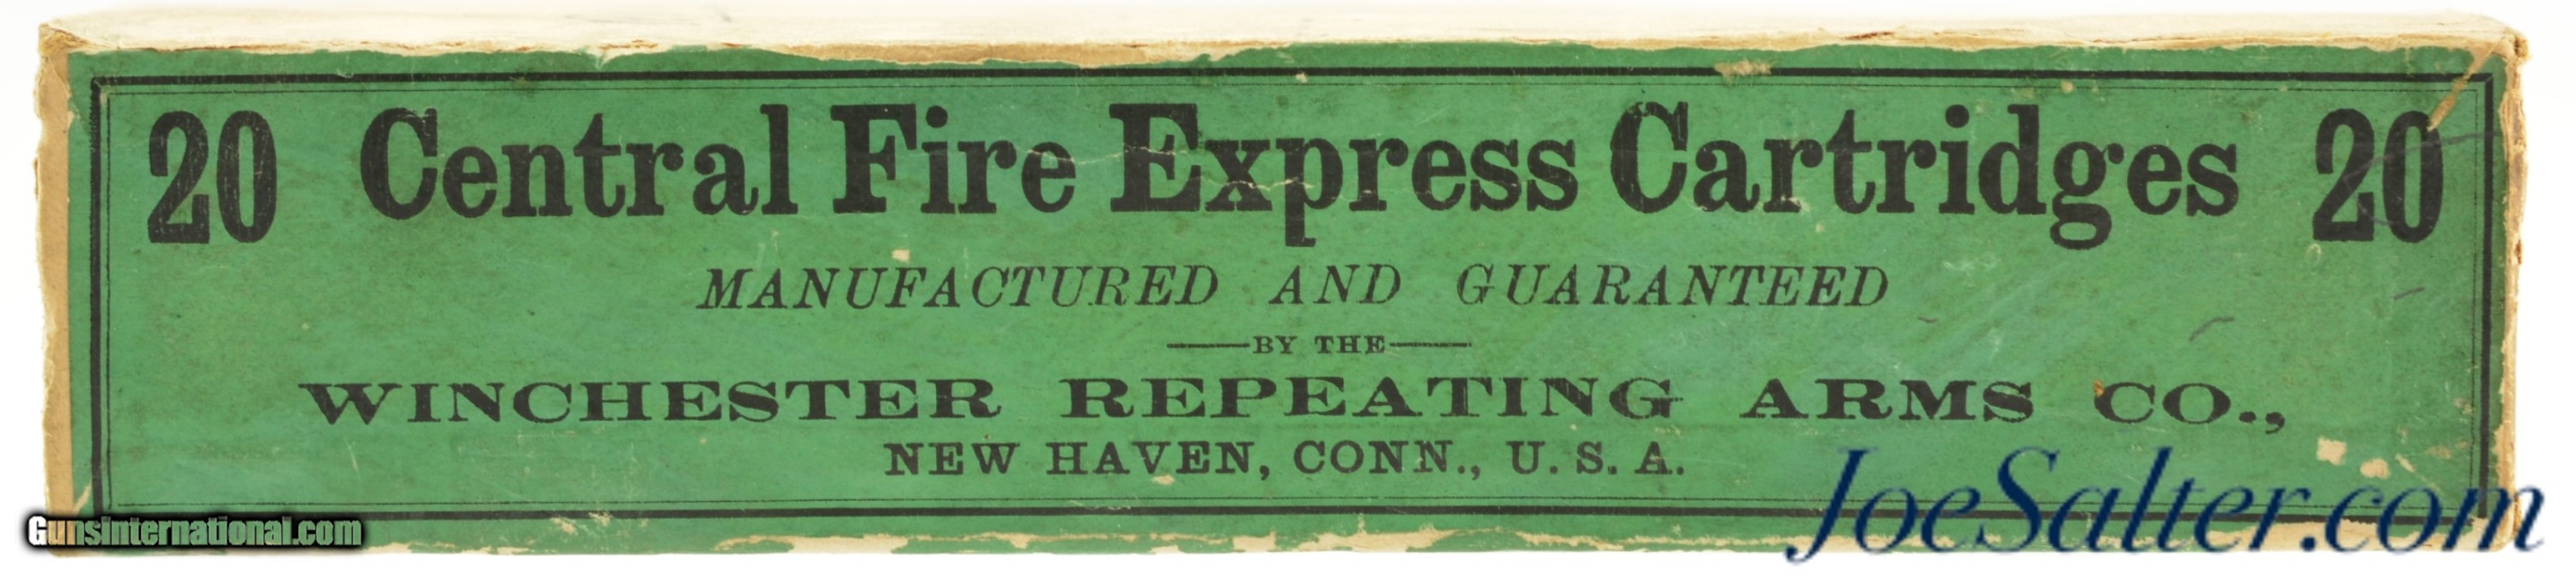 20 Central Fire Express Cartridges 20
MANUFACTURED AND GUARANTEED
BY THE
WINCHESTER REPEATING ARMS CO.,
NEW HAVEN, CONN., U. S. A.
Gunsinternational.com
JoeSalter.com